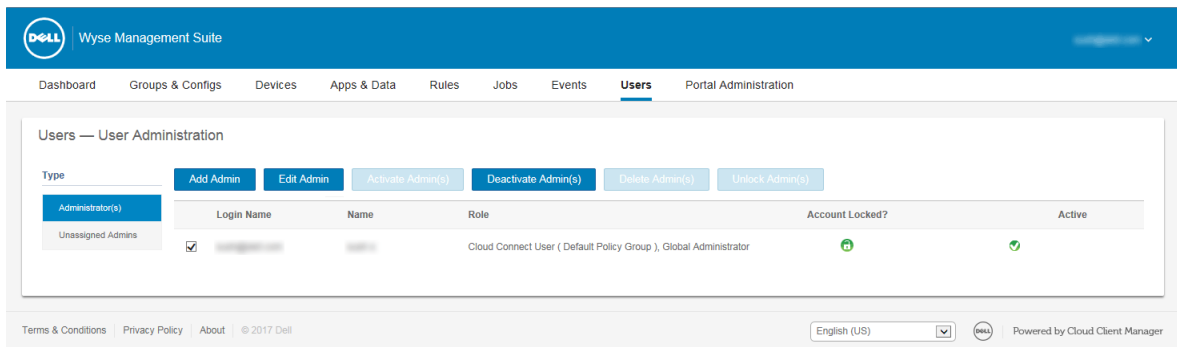 DELL Wyse Management Suite
Dashboard Groups & Configs Devices Apps & Data Rules Jobs Events Users Portal Administration
Users — User Administration
Type
Add Admin Edit Admin Activate Admin(s) Deactivate Admin(s) Delete Admin(s) Unlock Admin(s)
Administrator(s)
Login Name Name Role Account Locked? Active
Unassigned Admins
Cloud Connect User ( Default Policy Group ), Global Administrator
Terms & Conditions Privacy Policy About © 2017 Dell English (US) DELL Powered by Cloud Client Manager